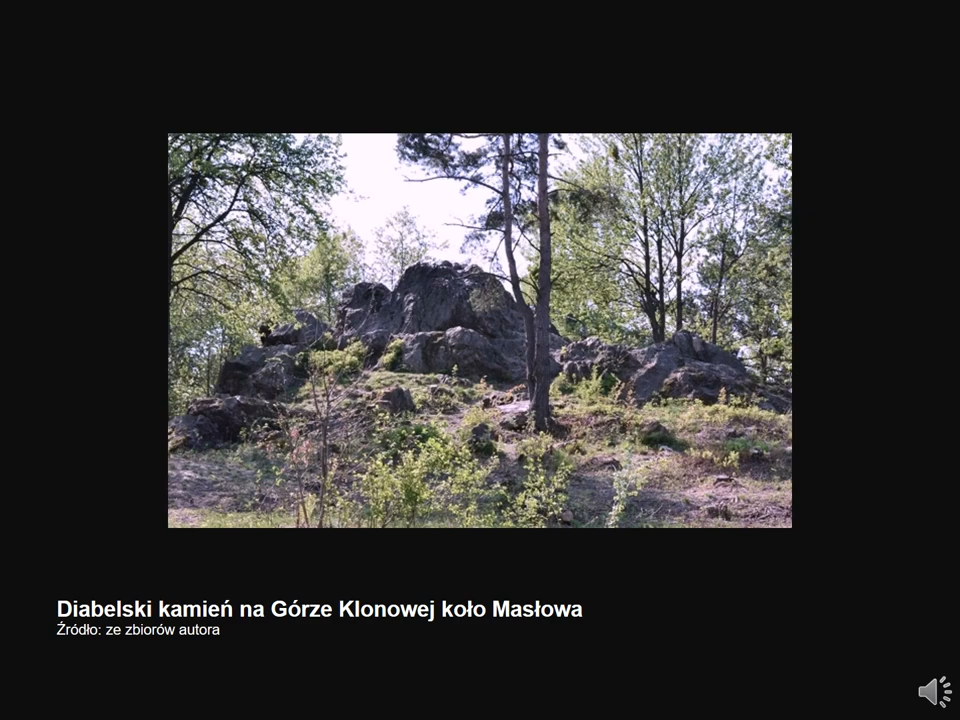 Diabelski kamień na Górze Klonowej koło Masłowa
Źródło: ze zbiorów autora